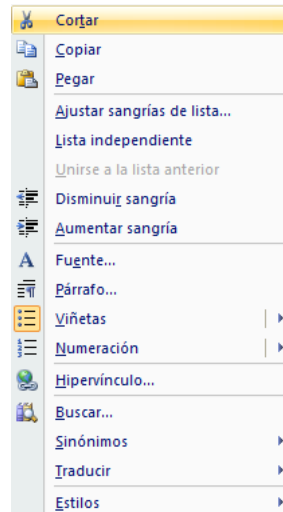 Cortar
Copiar
Pegar
Ajustar sangrías de lista...
Lista independiente
Unirse a la lista anterior
Disminuir sangría
Aumentar sangría
Fuente...
Párrafo...
Viñetas
Numeración
Hipervínculo...
Buscar...
Sinónimos
Traducir
Estilos